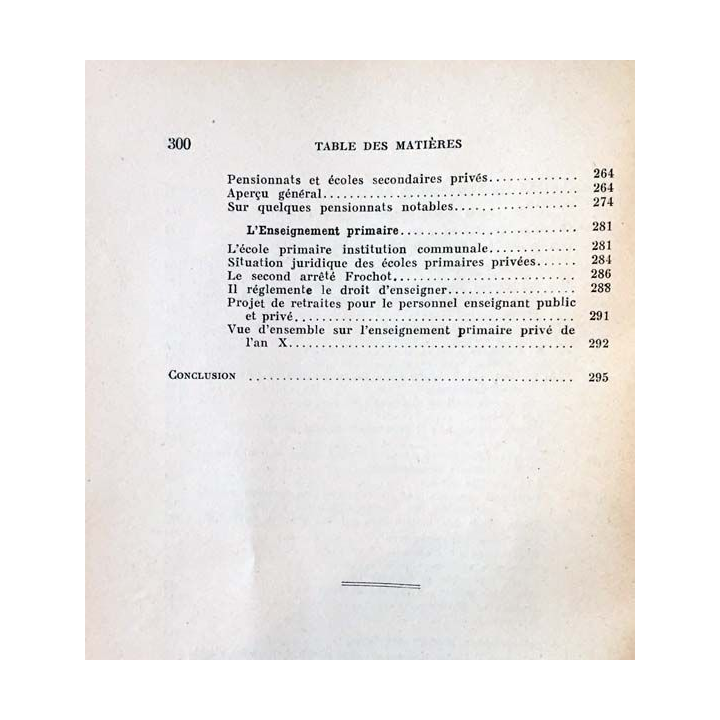 300 TABLE DES MATIÈRES
Pensionnats et écoles secondaires privés............. 264
Aperçu général...................................... 264
Sur quelques pensionnats notables.................. 274
L'Enseignement primaire.......................... 281
L'école primaire institution communale............. 281
Situation juridique des écoles primaires privées...... 284
Le second arrêté Frochot........................... 286
Il réglemente le droit d'enseigner................... 288
Projet de retraites pour le personnel enseignant public
et privé.......................................... 291
Vue d'ensemble sur l'enseignement primaire privé de
l'an X........................................... 292
CONCLUSION ................................................. 295